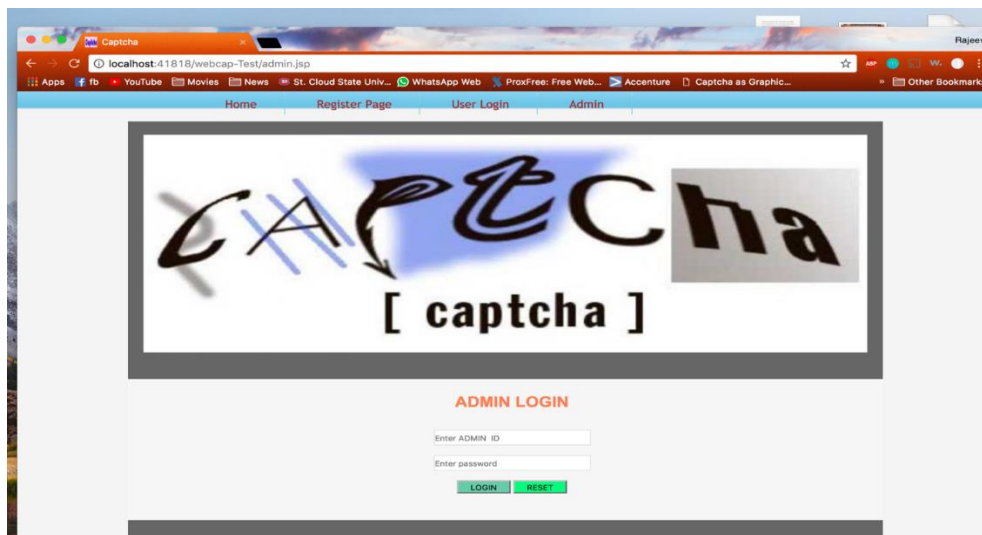 Captcha
Rajeev
localhost:41818/webcap-Test/admin.jsp
ABP W.
Apps fb YouTube Movies News St. Cloud State Univ... WhatsApp Web ProxFree: Free Web... Accenture Captcha as Graphic... » Other Bookmarks
Home Register Page User Login Admin
CAPtCha
[ captcha ]
ADMIN LOGIN
Enter ADMIN ID
Enter password
LOGIN RESET